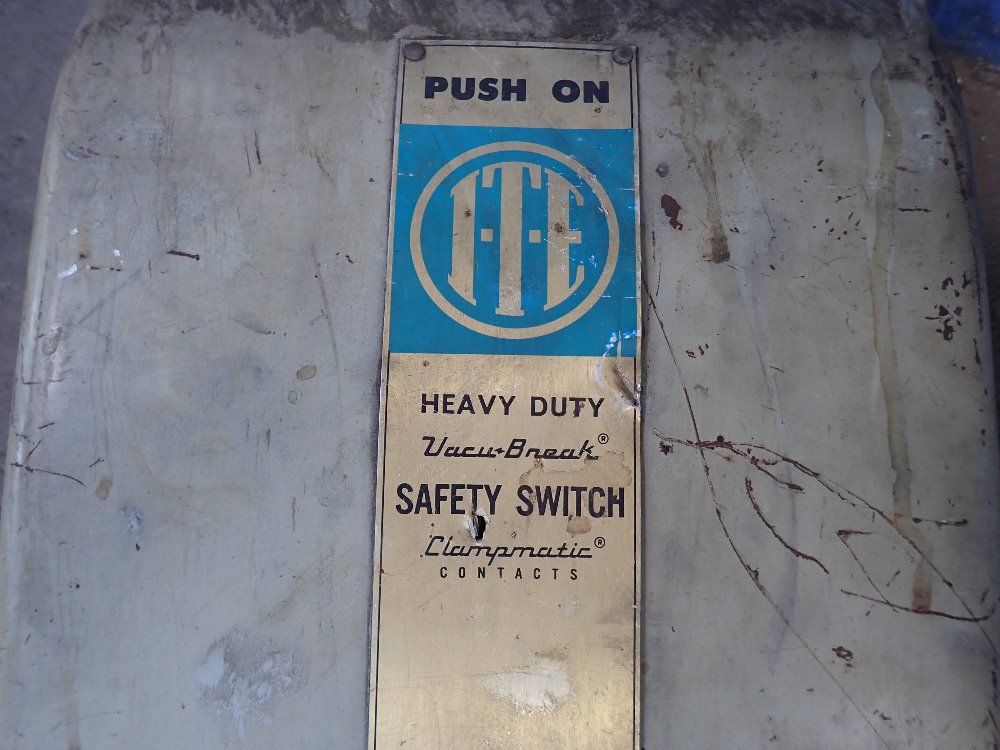 PUSH ON
I·T·E
HEAVY DUTY
Vacu-Break®
SAFETY SWITCH
Clampmatic®
CONTACTS